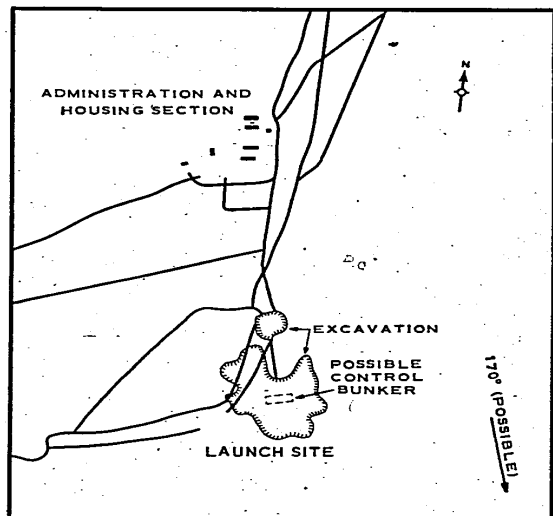 ADMINISTRATION AND
HOUSING SECTION
N
EXCAVATION
POSSIBLE
CONTROL
BUNKER
170° (POSSIBLE)
LAUNCH SITE